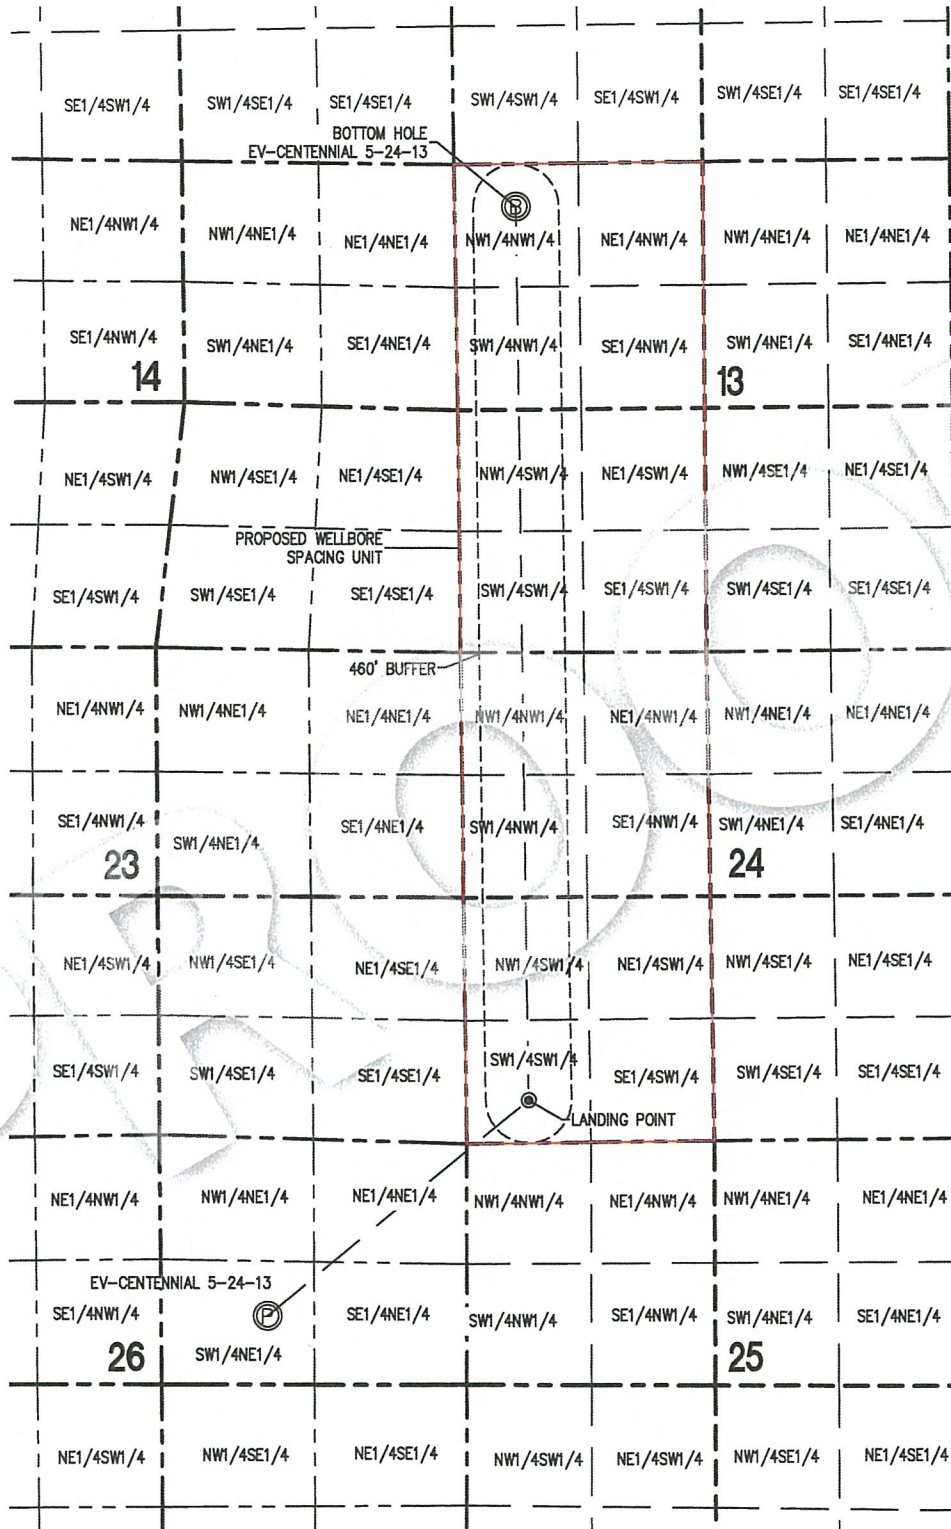 SE1/4SW1/4 SW1/4SE1/4 SE1/4SE1/4 SW1/4SW1/4 SE1/4SW1/4 SW1/4SE1/4 SE1/4SE1/4
BOTTOM HOLE
EV-CENTENNIAL 5-24-13
B
NE1/4NW1/4 NW1/4NE1/4 NE1/4NE1/4 NW1/4NW1/4 NE1/4NW1/4 NW1/4NE1/4 NE1/4NE1/4
SE1/4NW1/4 SW1/4NE1/4 SE1/4NE1/4 SW1/4NW1/4 SE1/4NW1/4 SW1/4NE1/4 SE1/4NE1/4
14 13
NE1/4SW1/4 NW1/4SE1/4 NE1/4SE1/4 NW1/4SW1/4 NE1/4SW1/4 NW1/4SE1/4 NE1/4SE1/4
PROPOSED WELLBORE
SPACING UNIT
SE1/4SW1/4 SW1/4SE1/4 SE1/4SE1/4 SW1/4SW1/4 SE1/4SW1/4 SW1/4SE1/4 SE1/4SE1/4
460' BUFFER
NE1/4NW1/4 NW1/4NE1/4 NE1/4NE1/4 NW1/4NW1/4 NE1/4NW1/4 NW1/4NE1/4 NE1/4NE1/4
SE1/4NW1/4 SW1/4NE1/4 SE1/4NE1/4 SW1/4NW1/4 SE1/4NW1/4 SW1/4NE1/4 SE1/4NE1/4
23 24
NE1/4SW1/4 NW1/4SE1/4 NE1/4SE1/4 NW1/4SW1/4 NE1/4SW1/4 NW1/4SE1/4 NE1/4SE1/4
SE1/4SW1/4 SW1/4SE1/4 SE1/4SE1/4 SW1/4SW1/4 SE1/4SW1/4 SW1/4SE1/4 SE1/4SE1/4
LANDING POINT
NE1/4NW1/4 NW1/4NE1/4 NE1/4NE1/4 NW1/4NW1/4 NE1/4NW1/4 NW1/4NE1/4 NE1/4NE1/4
EV-CENTENNIAL 5-24-13
P
SE1/4NW1/4 SW1/4NE1/4 SE1/4NE1/4 SW1/4NW1/4 SE1/4NW1/4 SW1/4NE1/4 SE1/4NE1/4
26 25
NE1/4SW1/4 NW1/4SE1/4 NE1/4SE1/4 NW1/4SW1/4 NE1/4SW1/4 NW1/4SE1/4 NE1/4SE1/4